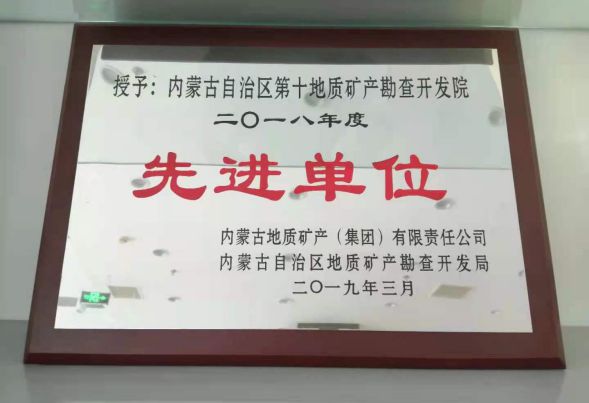 授予：内蒙古自治区第十地质矿产勘查开发院
二〇一八年度
先进单位
内蒙古地质矿产（集团）有限责任公司
内蒙古自治区地质矿产勘查开发局
二〇一九年三月